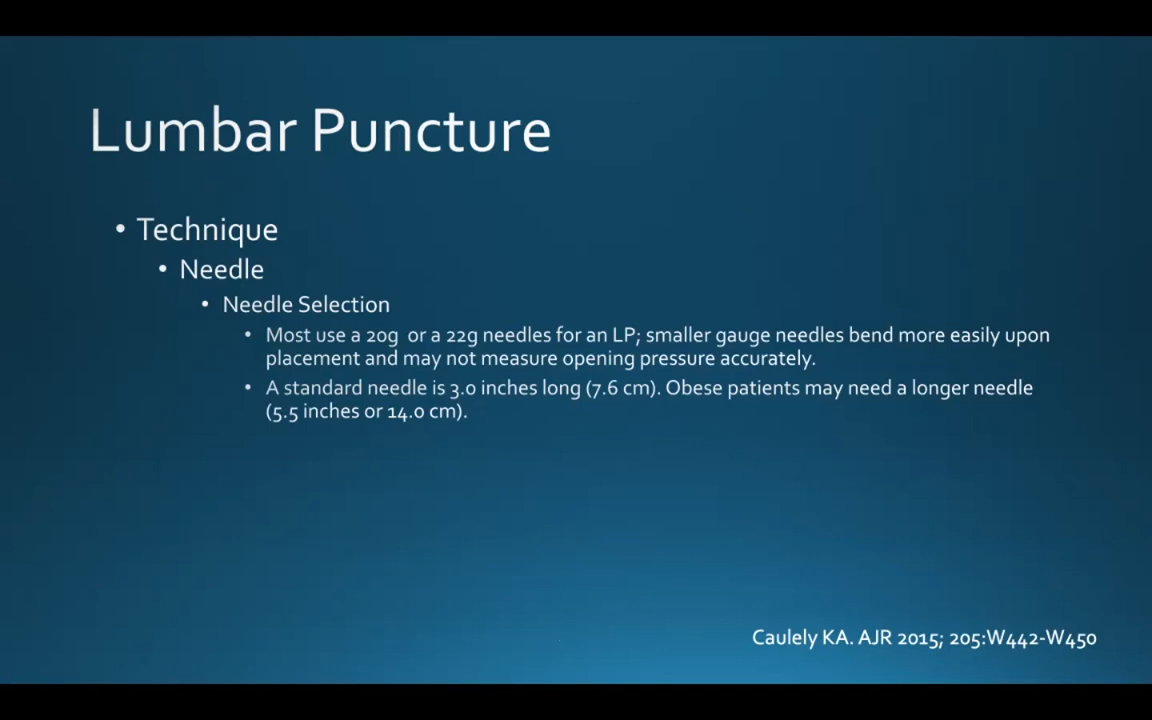 Lumbar Puncture
• Technique
• Needle
• Needle Selection
• Most use a 20g or a 22g needles for an LP; smaller gauge needles bend more easily upon
placement and may not measure opening pressure accurately.
• A standard needle is 3.0 inches long (7.6 cm). Obese patients may need a longer needle
(5.5 inches or 14.0 cm).
Caulely KA. AJR 2015; 205:W442-W450